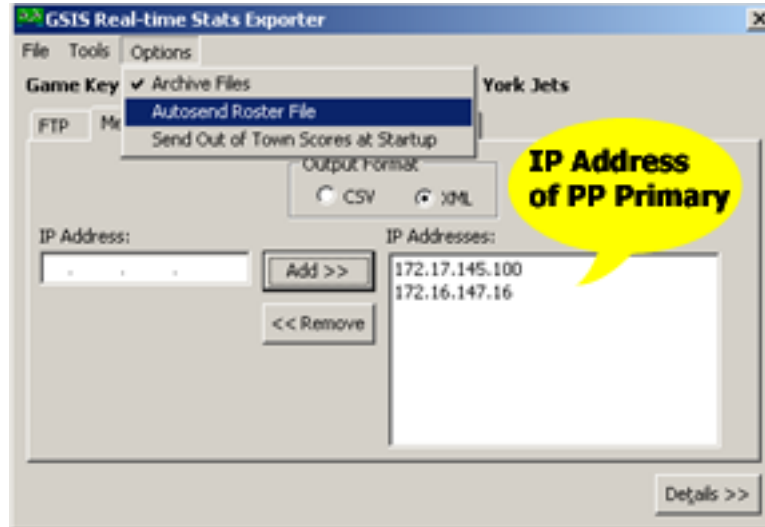 GSIS Real-time Stats Exporter
File Tools Options
Game Key York Jets
✔ Archive Files
Autosend Roster File
Send Out of Town Scores at Startup
FTP
Output Format
CSV XML
IP Address
of PP Primary
IP Address: IP Addresses:
. . .
Add >>
172.17.145.100
172.16.147.16
<< Remove
Details >>